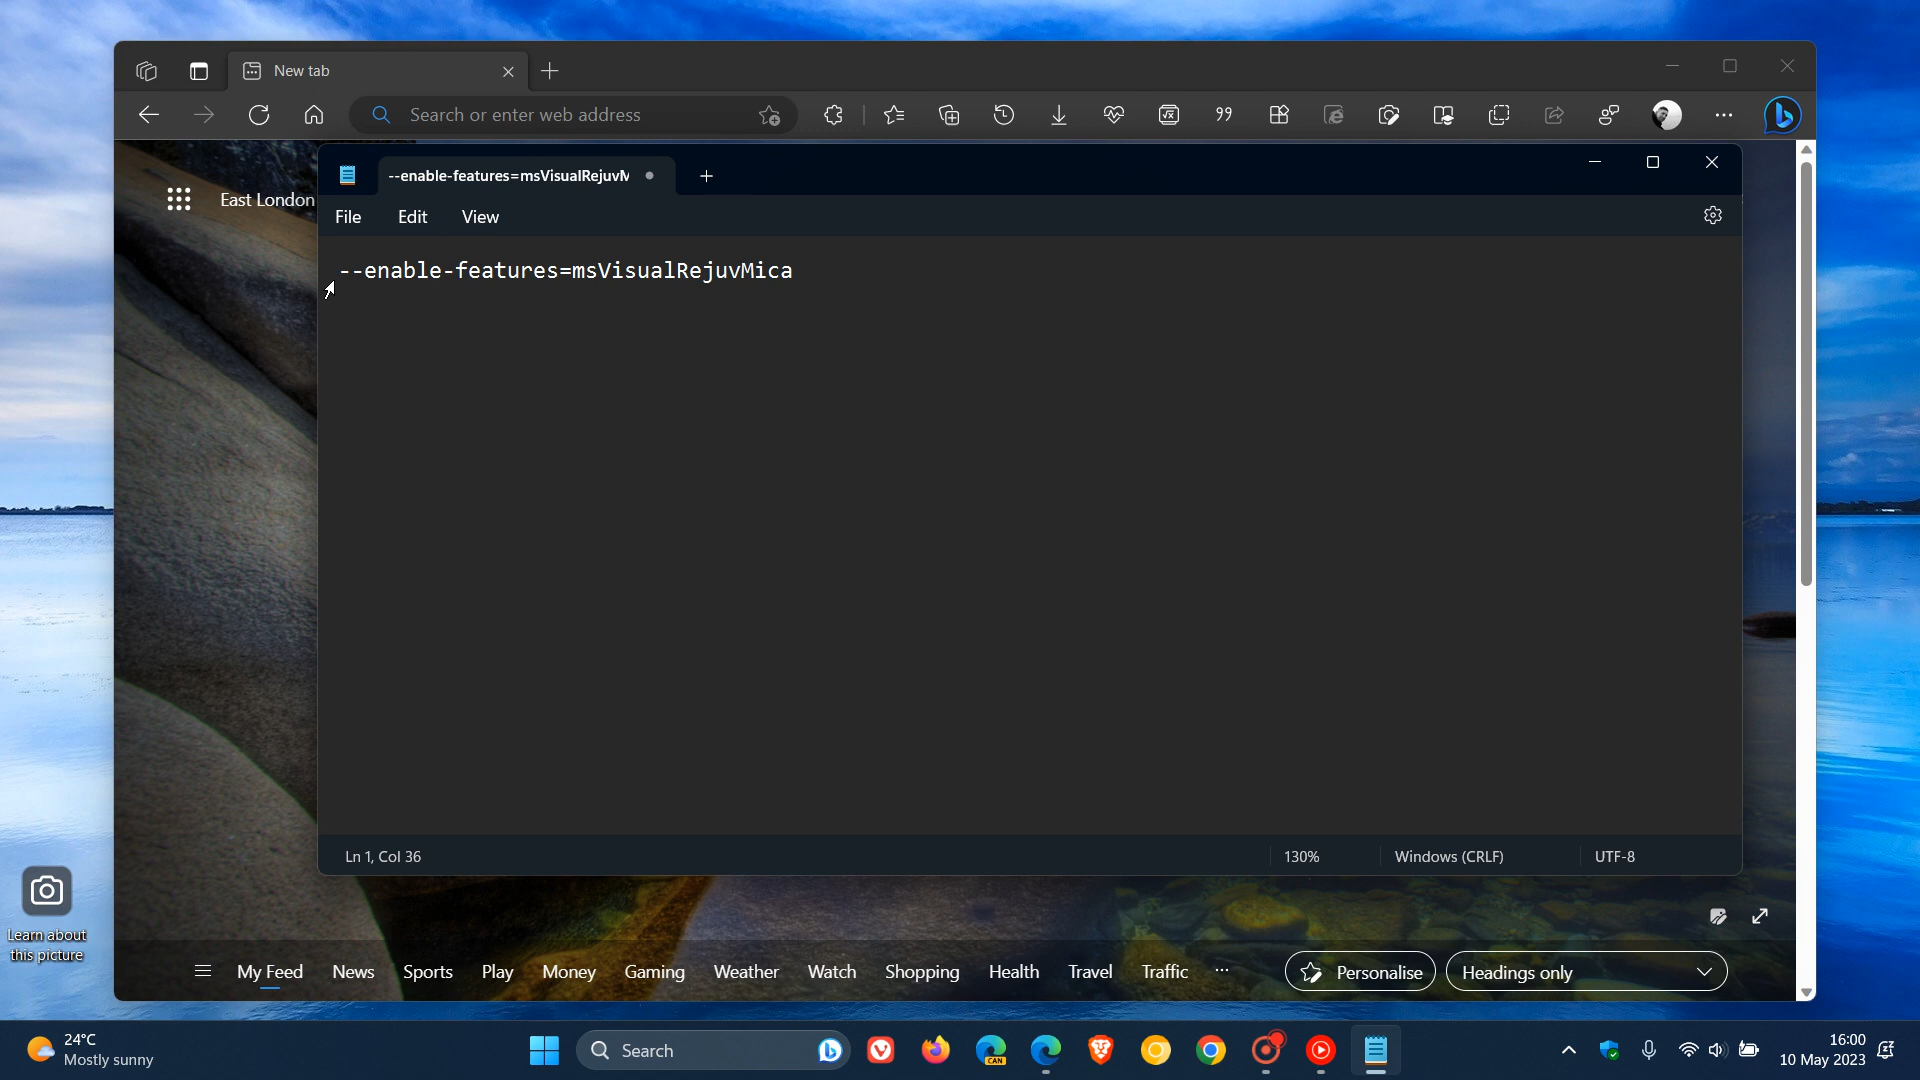 New tab
Search or enter web address
East London
--enable-features=msVisualRejuvM
File Edit View
--enable-features=msVisualRejuvMica
Ln 1, Col 36
130%
Windows (CRLF)
UTF-8
Learn about
this picture
My Feed News Sports Play Money Gaming Weather Watch Shopping Health Travel Traffic ...
Personalise
Headings only
24°C
Mostly sunny
Search
CAN
16:00
10 May 2023